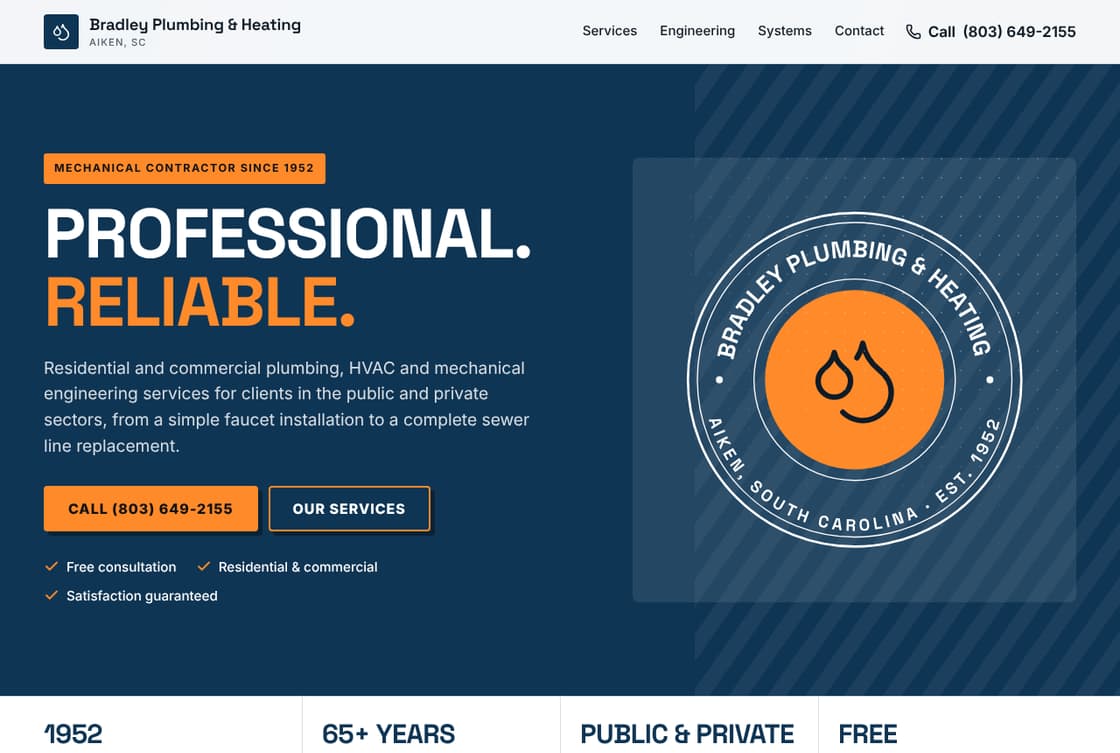 Bradley Plumbing & Heating
AIKEN, SC
Services
Engineering
Systems
Contact
Call (803) 649-2155
MECHANICAL CONTRACTOR SINCE 1952
PROFESSIONAL.
RELIABLE.
Residential and commercial plumbing, HVAC and mechanical
engineering services for clients in the public and private
sectors, from a simple faucet installation to a complete sewer
line replacement.
CALL (803) 649-2155
OUR SERVICES
Free consultation
Residential & commercial
Satisfaction guaranteed
BRADLEY PLUMBING & HEATING
AIKEN, SOUTH CAROLINA · EST. 1952
1952
65+ YEARS
PUBLIC & PRIVATE
FREE